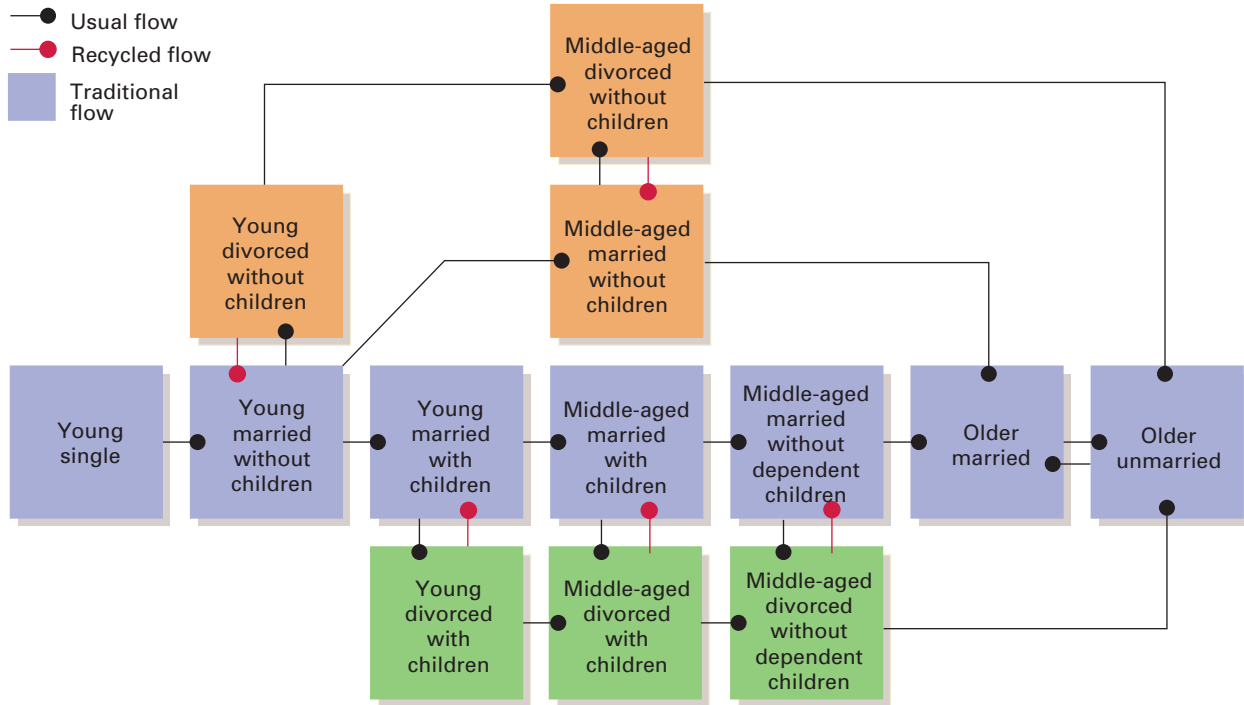 Usual flow
Recycled flow
Traditional
flow
Middle-aged
divorced
without
children
Young
divorced
without
children
Middle-aged
married
without
children
Young
single
Young
married
without
children
Young
married
with
children
Middle-aged
married
with
children
Middle-aged
married
without
dependent
children
Older
married
Older
unmarried
Young
divorced
with
children
Middle-aged
divorced
with
children
Middle-aged
divorced
without
dependent
children